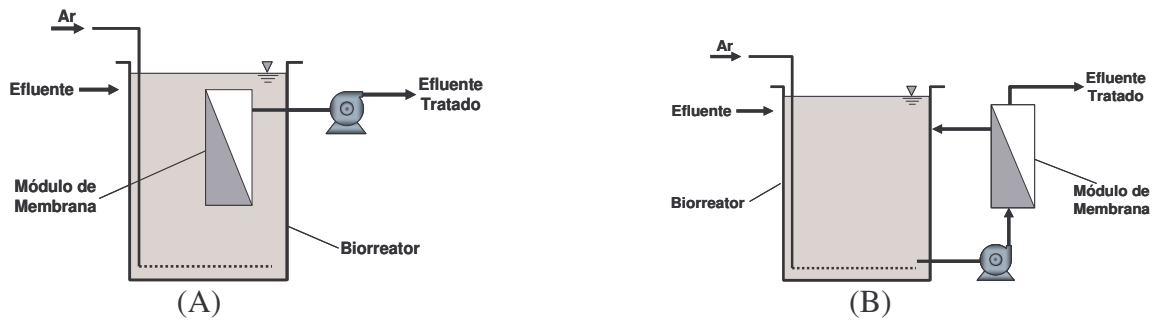 Ar
Efluente
Efluente
Tratado
Módulo de
Membrana
Biorreator
(A)
Ar
Efluente
Efluente
Tratado
Biorreator
Módulo de
Membrana
(B)